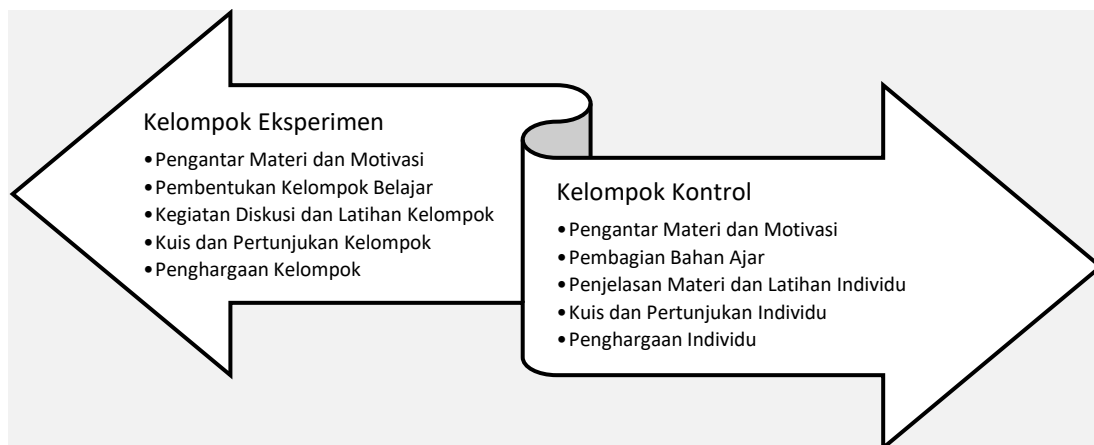 Kelompok Eksperimen
•Pengantar Materi dan Motivasi
•Pembentukan Kelompok Belajar
•Kegiatan Diskusi dan Latihan Kelompok
•Kuis dan Pertunjukan Kelompok
•Penghargaan Kelompok
Kelompok Kontrol
•Pengantar Materi dan Motivasi
•Pembagian Bahan Ajar
•Penjelasan Materi dan Latihan Individu
•Kuis dan Pertunjukan Individu
•Penghargaan Individu